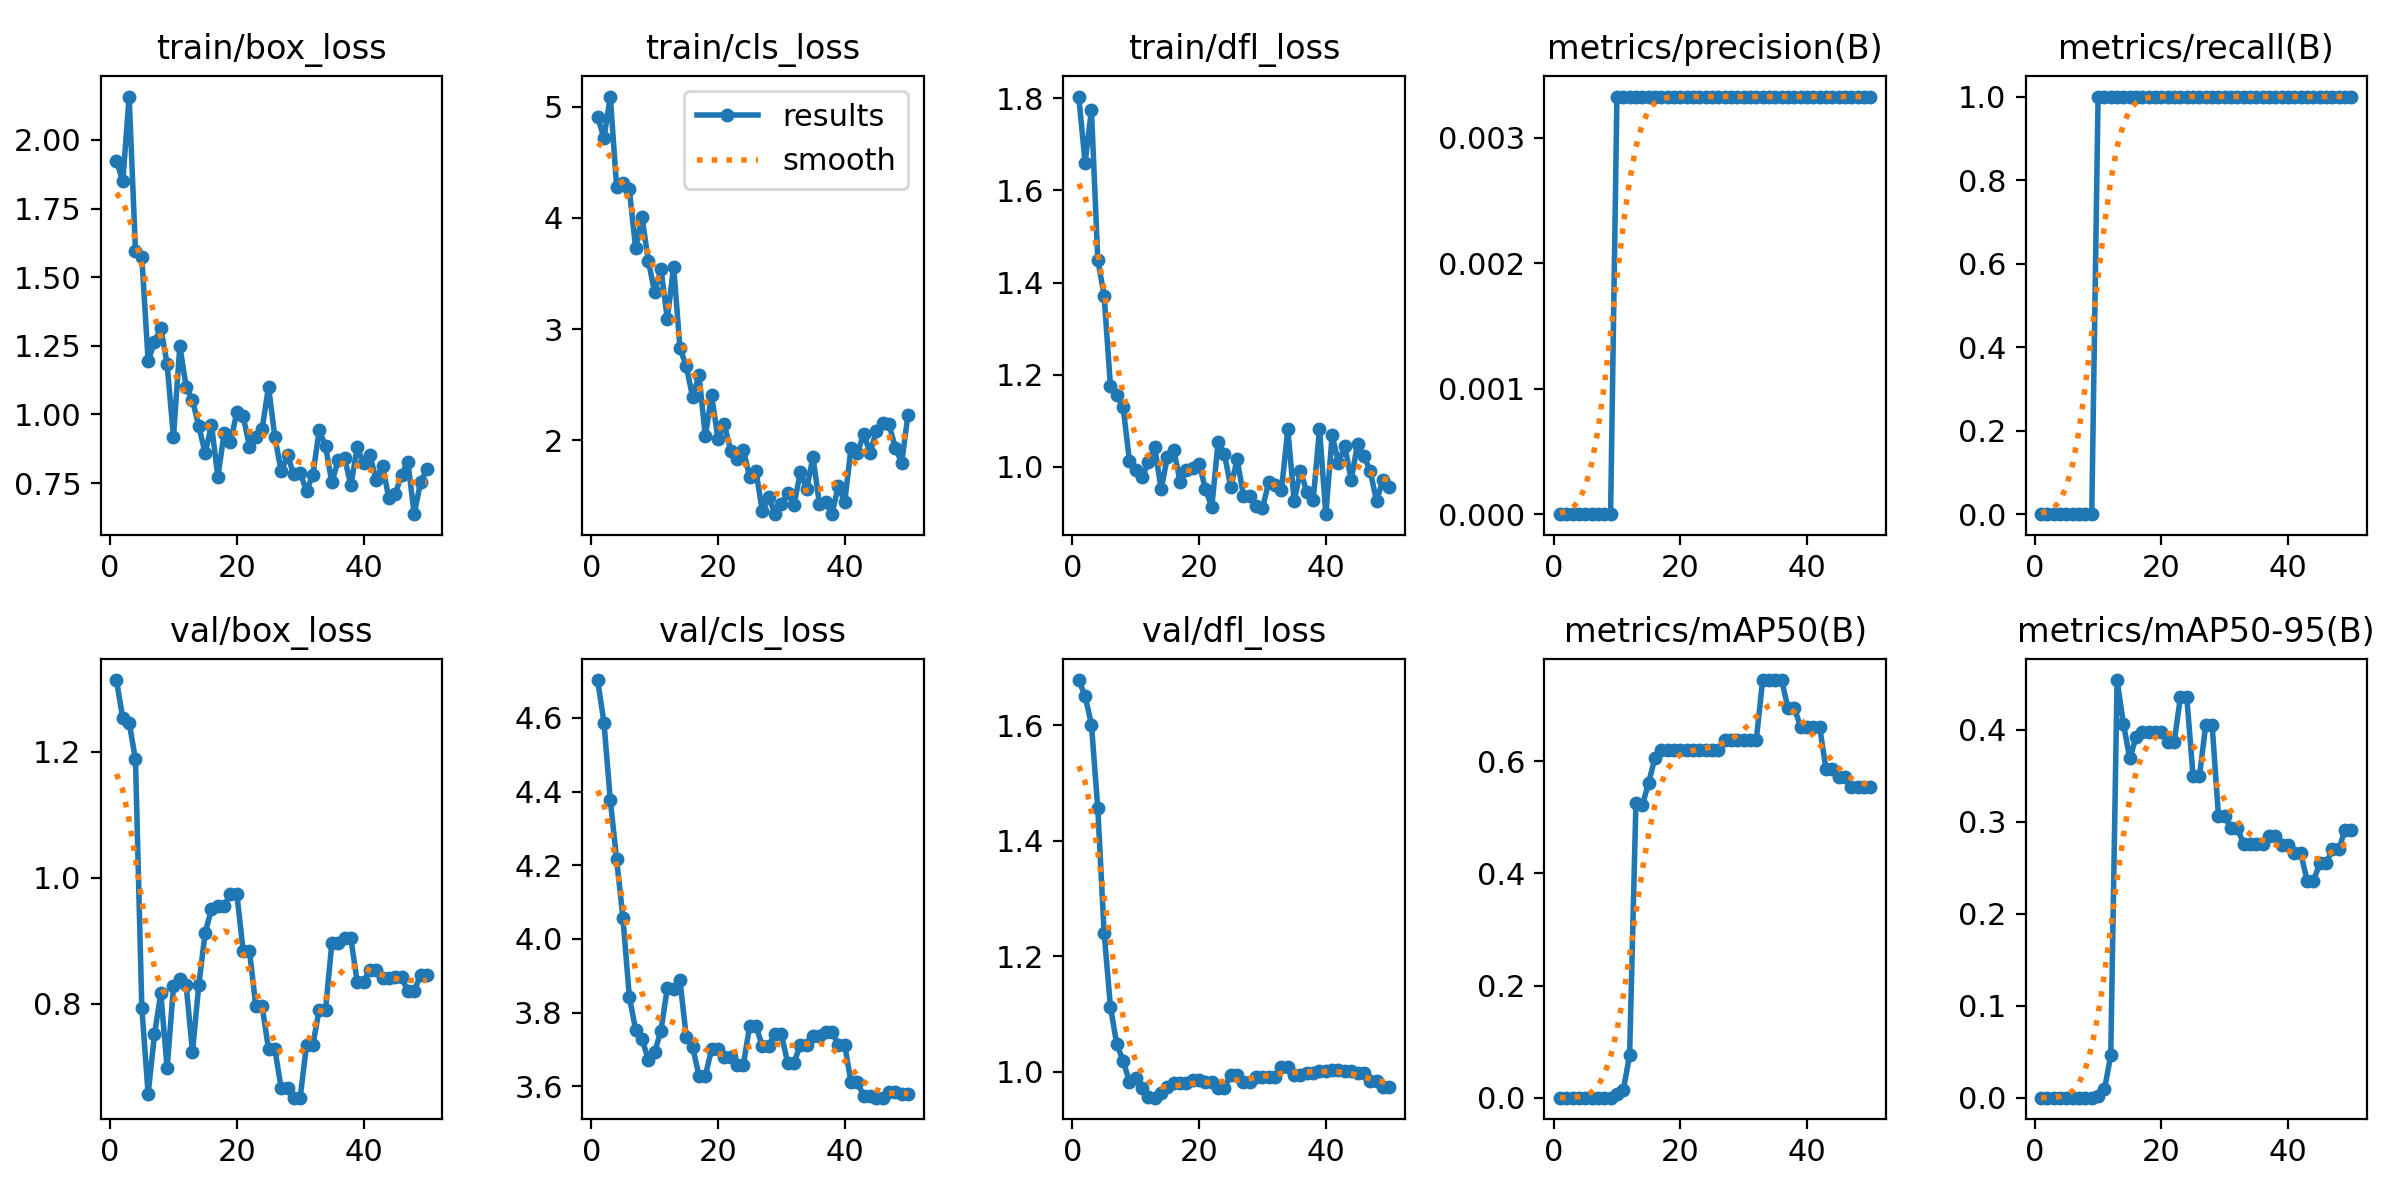 train/box_loss
train/cls_loss
train/dfl_loss
metrics/precision(B)
metrics/recall(B)
2.00
1.75
1.50
1.25
1.00
0.75
0 20 40
results
smooth
5
4
3
2
0 20 40
1.8
1.6
1.4
1.2
1.0
0 20 40
0.003
0.002
0.001
0.000
0 20 40
1.0
0.8
0.6
0.4
0.2
0.0
0 20 40
val/box_loss
val/cls_loss
val/dfl_loss
metrics/mAP50(B)
metrics/mAP50-95(B)
1.2
1.0
0.8
0 20 40
4.6
4.4
4.2
4.0
3.8
3.6
0 20 40
1.6
1.4
1.2
1.0
0 20 40
0.6
0.4
0.2
0.0
0 20 40
0.4
0.3
0.2
0.1
0.0
0 20 40